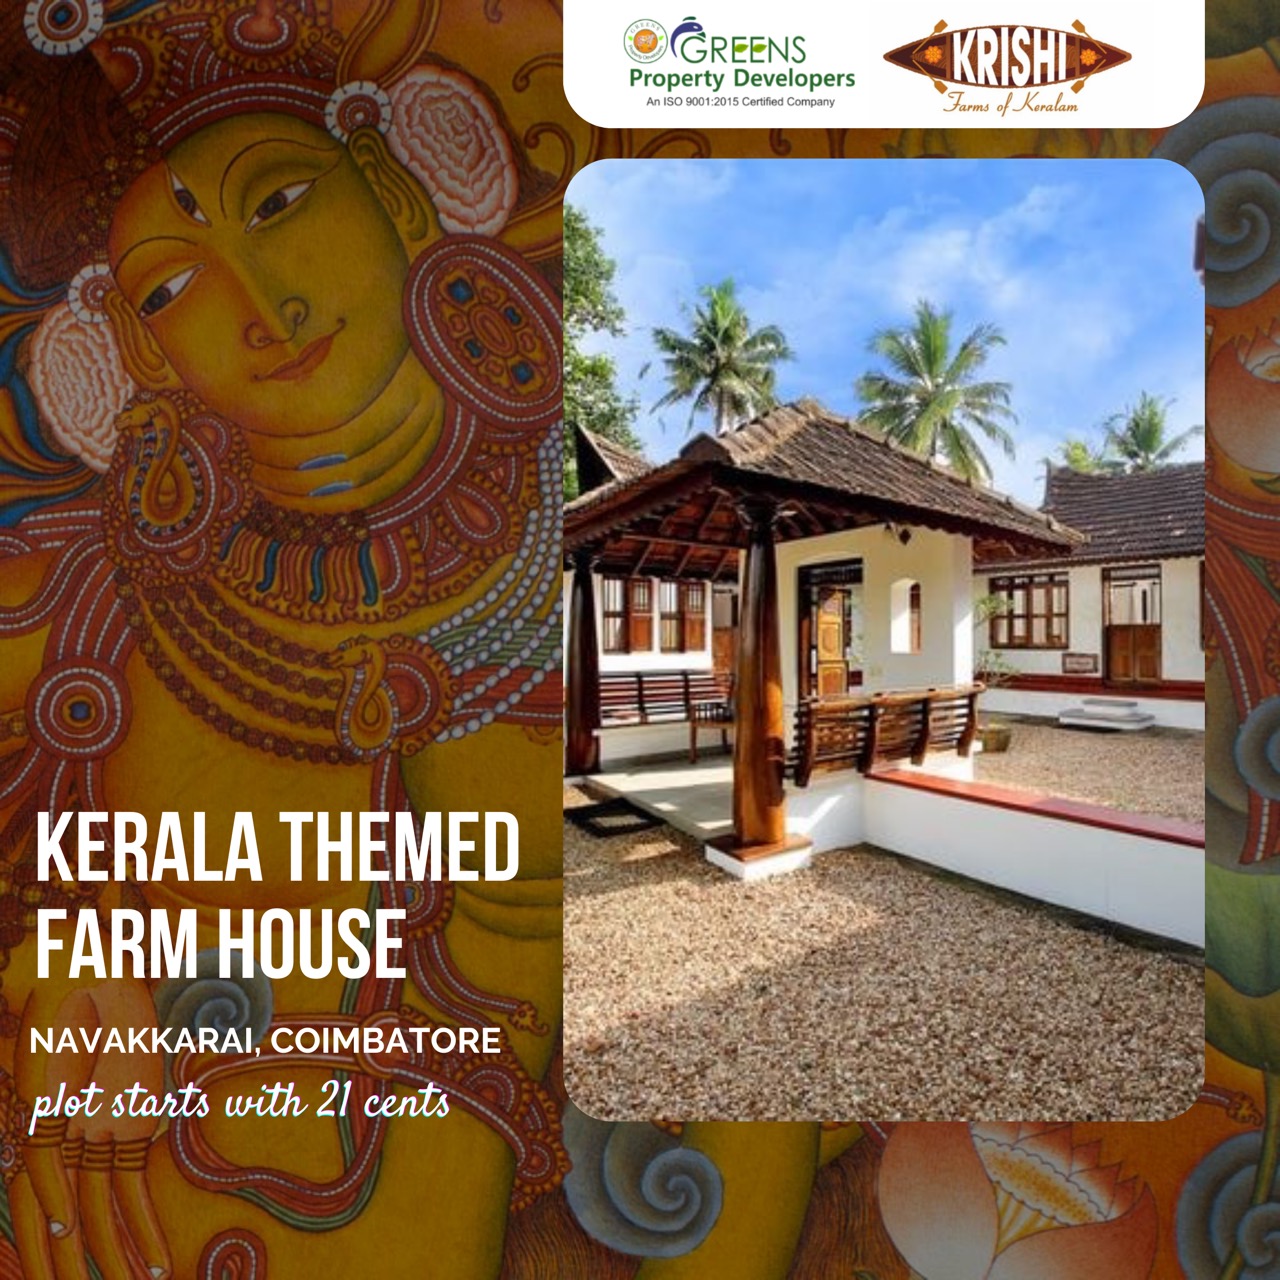 GREENS
Property Developers
An ISO 9001:2015 Certified Company
KRISHI
Farms of Keralam
KERALA THEMED
FARM HOUSE
NAVAKKARAI, COIMBATORE
plot starts with 21 cents